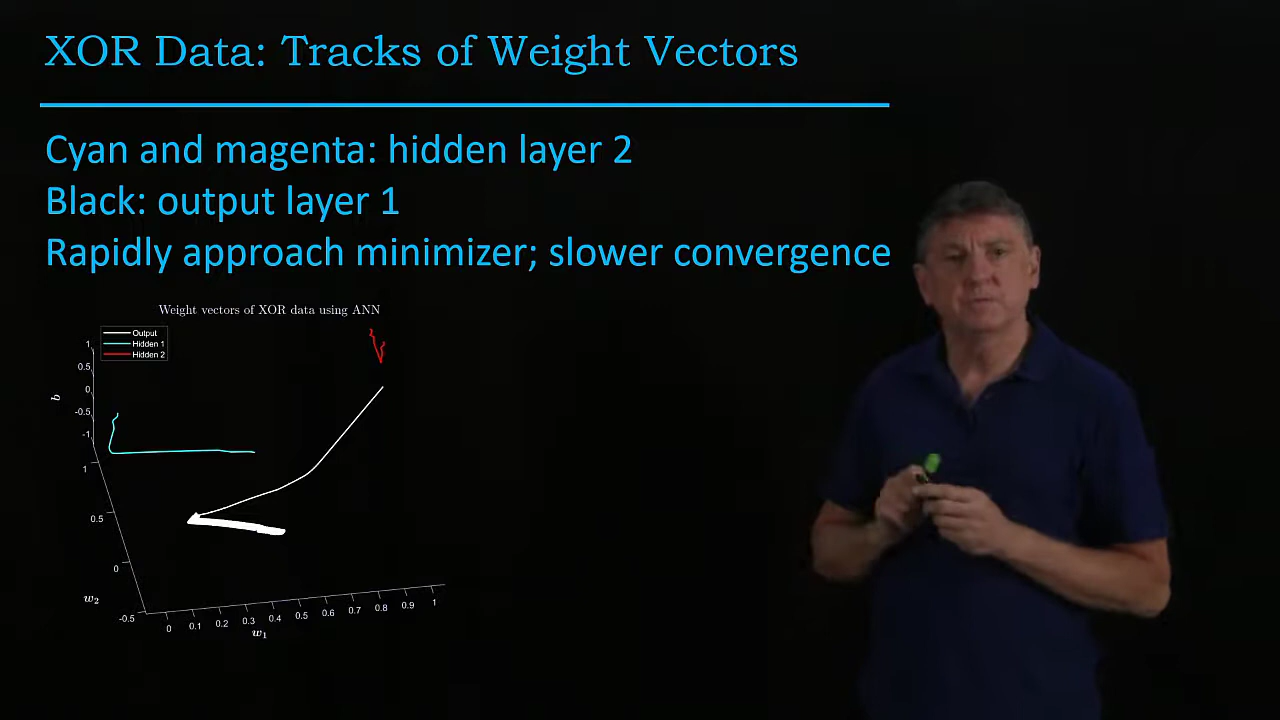 XOR Data: Tracks of Weight Vectors
Cyan and magenta: hidden layer 2
Black: output layer 1
Rapidly approach minimizer; slower convergence
Weight vectors of XOR data using ANN
Output
Hidden 1
Hidden 2
1
0.5
0
-0.5
-1
b
1
0.5
0
-0.5
w2
0 0.1 0.2 0.3 0.4 0.5 0.6 0.7 0.8 0.9 1
w1